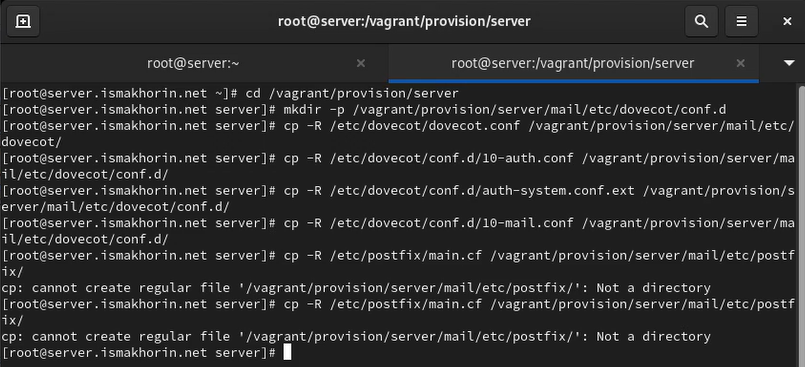 root@server:/vagrant/provision/server
root@server:~
root@server:/vagrant/provision/server
[root@server.ismakhorin.net ~]# cd /vagrant/provision/server
[root@server.ismakhorin.net server]# mkdir -p /vagrant/provision/server/mail/etc/dovecot/conf.d
[root@server.ismakhorin.net server]# cp -R /etc/dovecot/dovecot.conf /vagrant/provision/server/mail/etc/
dovecot/
[root@server.ismakhorin.net server]# cp -R /etc/dovecot/conf.d/10-auth.conf /vagrant/provision/server/ma
il/etc/dovecot/conf.d/
[root@server.ismakhorin.net server]# cp -R /etc/dovecot/conf.d/auth-system.conf.ext /vagrant/provision/s
erver/mail/etc/dovecot/conf.d/
[root@server.ismakhorin.net server]# cp -R /etc/dovecot/conf.d/10-mail.conf /vagrant/provision/server/ma
il/etc/dovecot/conf.d/
[root@server.ismakhorin.net server]# cp -R /etc/postfix/main.cf /vagrant/provision/server/mail/etc/postf
ix/
cp: cannot create regular file '/vagrant/provision/server/mail/etc/postfix/': Not a directory
[root@server.ismakhorin.net server]# cp -R /etc/postfix/main.cf /vagrant/provision/server/mail/etc/postf
ix/
cp: cannot create regular file '/vagrant/provision/server/mail/etc/postfix/': Not a directory
[root@server.ismakhorin.net server]#